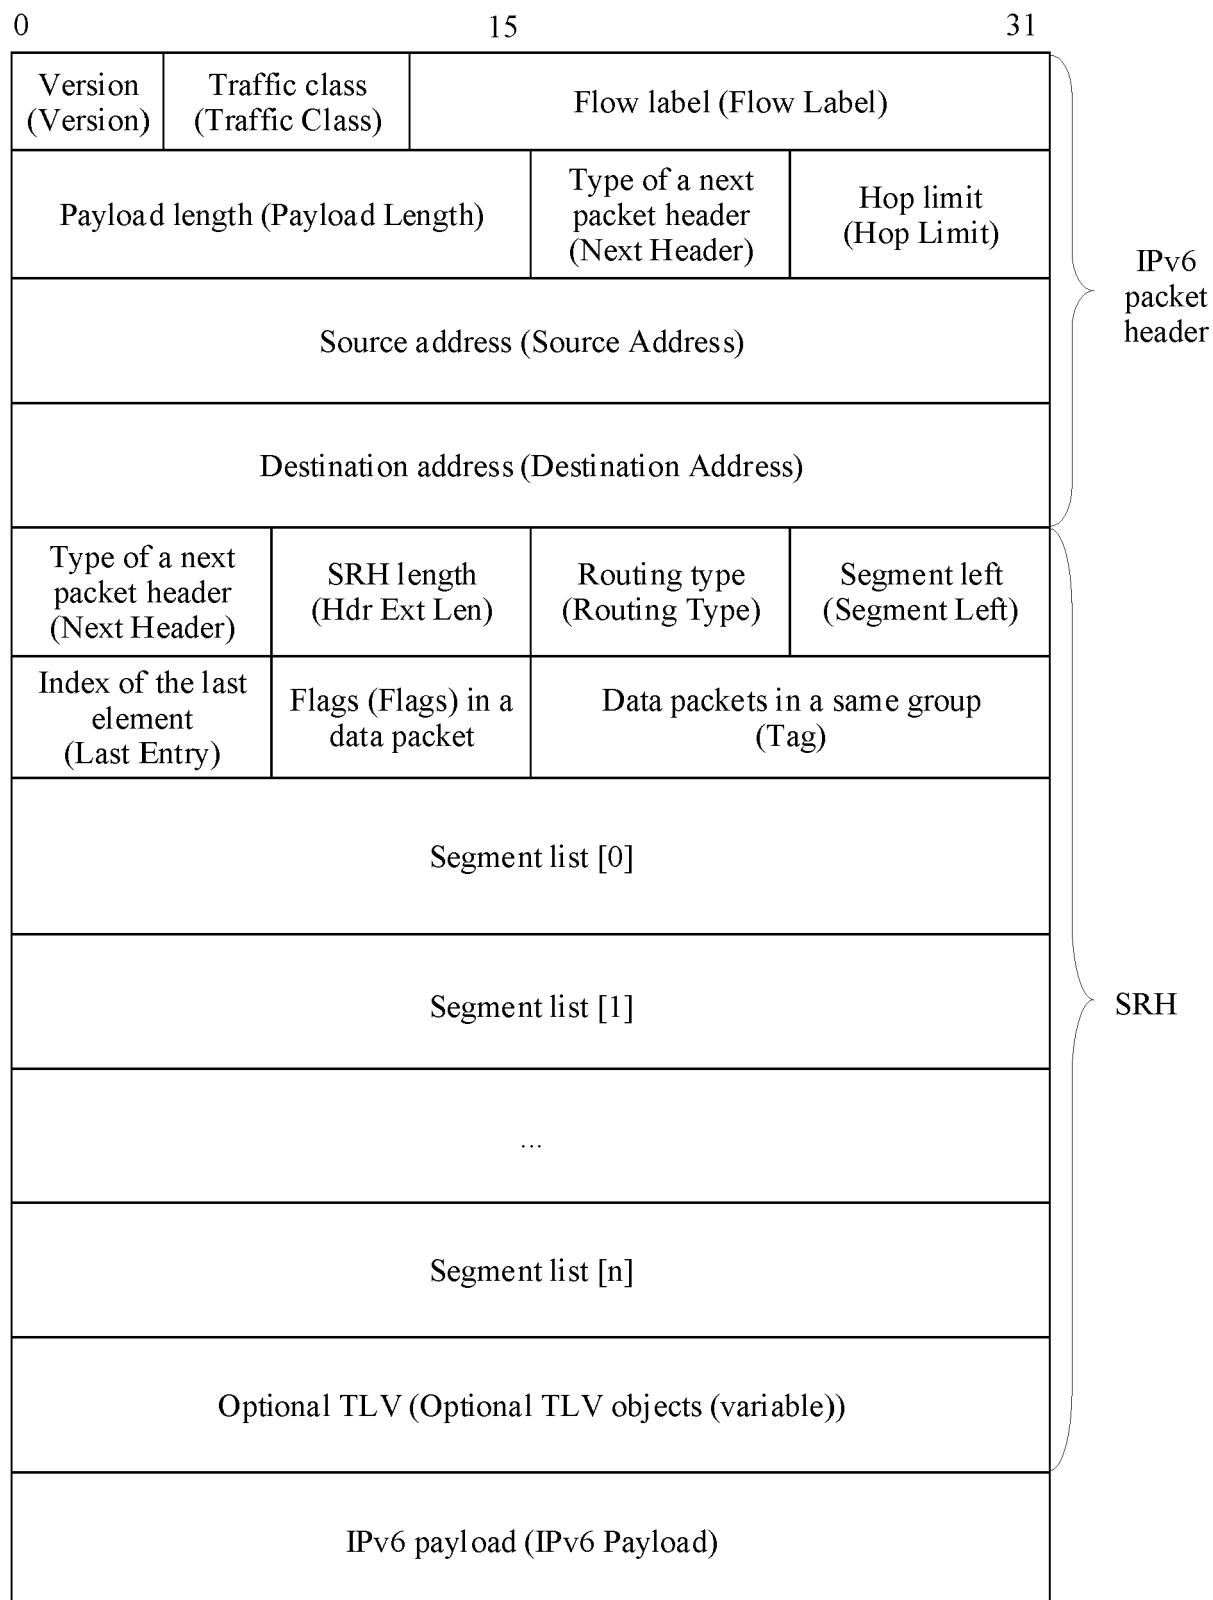 0 15 31
Version
(Version)
Traffic class
(Traffic Class)
Flow label (Flow Label)
Payload length (Payload Length)
Type of a next
packet header
(Next Header)
Hop limit
(Hop Limit)
IPv6
packet
header
Source address (Source Address)
Destination address (Destination Address)
Type of a next
packet header
(Next Header)
SRH length
(Hdr Ext Len)
Routing type
(Routing Type)
Segment left
(Segment Left)
Index of the last
element
(Last Entry)
Flags (Flags) in a
data packet
Data packets in a same group
(Tag)
Segment list [0]
Segment list [1]
SRH
...
Segment list [n]
Optional TLV (Optional TLV objects (variable))
IPv6 payload (IPv6 Payload)